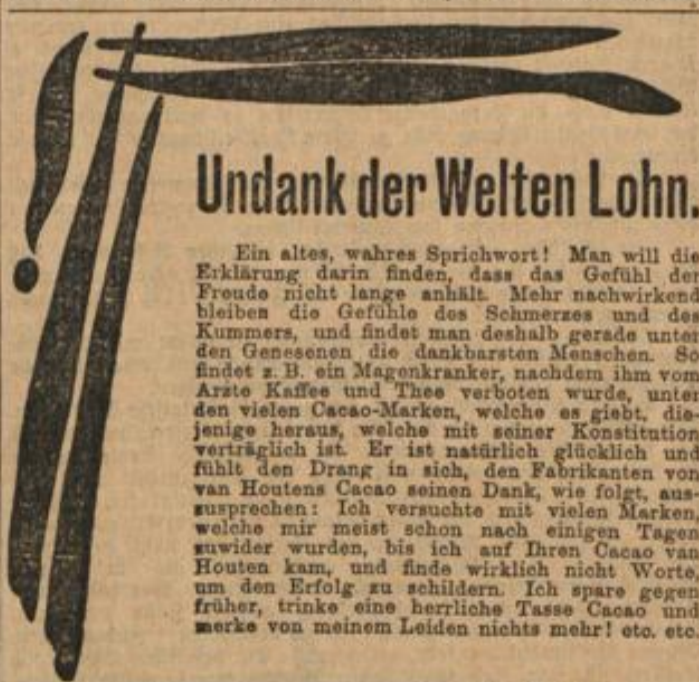 Undank der Welten Lohn.
Ein altes, wahres Sprichwort! Man will die
Erklärung darin finden, dass das Gefühl der
Freude nicht lange anhält. Mehr nachwirkend
bleiben die Gefühle des Schmerzes und des
Kummers, und findet man deshalb gerade unter
den Genesenen die dankbarsten Menschen. So
findet z. B. ein Magenkranker, nachdem ihm vom
Arzte Kaffee und Thee verboten wurde, unter
den vielen Cacao-Marken, welche es giebt, die-
jenige heraus, welche mit seiner Konstitution
verträglich ist. Er ist natürlich glücklich und
fühlt den Drang in sich, den Fabrikanten von
van Houtens Cacao seinen Dank, wie folgt, aus-
zusprechen: Ich versuchte mit vielen Marken,
welche mir meist schon nach einigen Tagen
zuwider wurden, bis ich auf Ihren Cacao van
Houten kam, und finde wirklich nicht Worte,
um den Erfolg zu schildern. Ich spare gegen
früher, trinke eine herrliche Tasse Cacao und
merke von meinem Leiden nichts mehr! etc. etc.